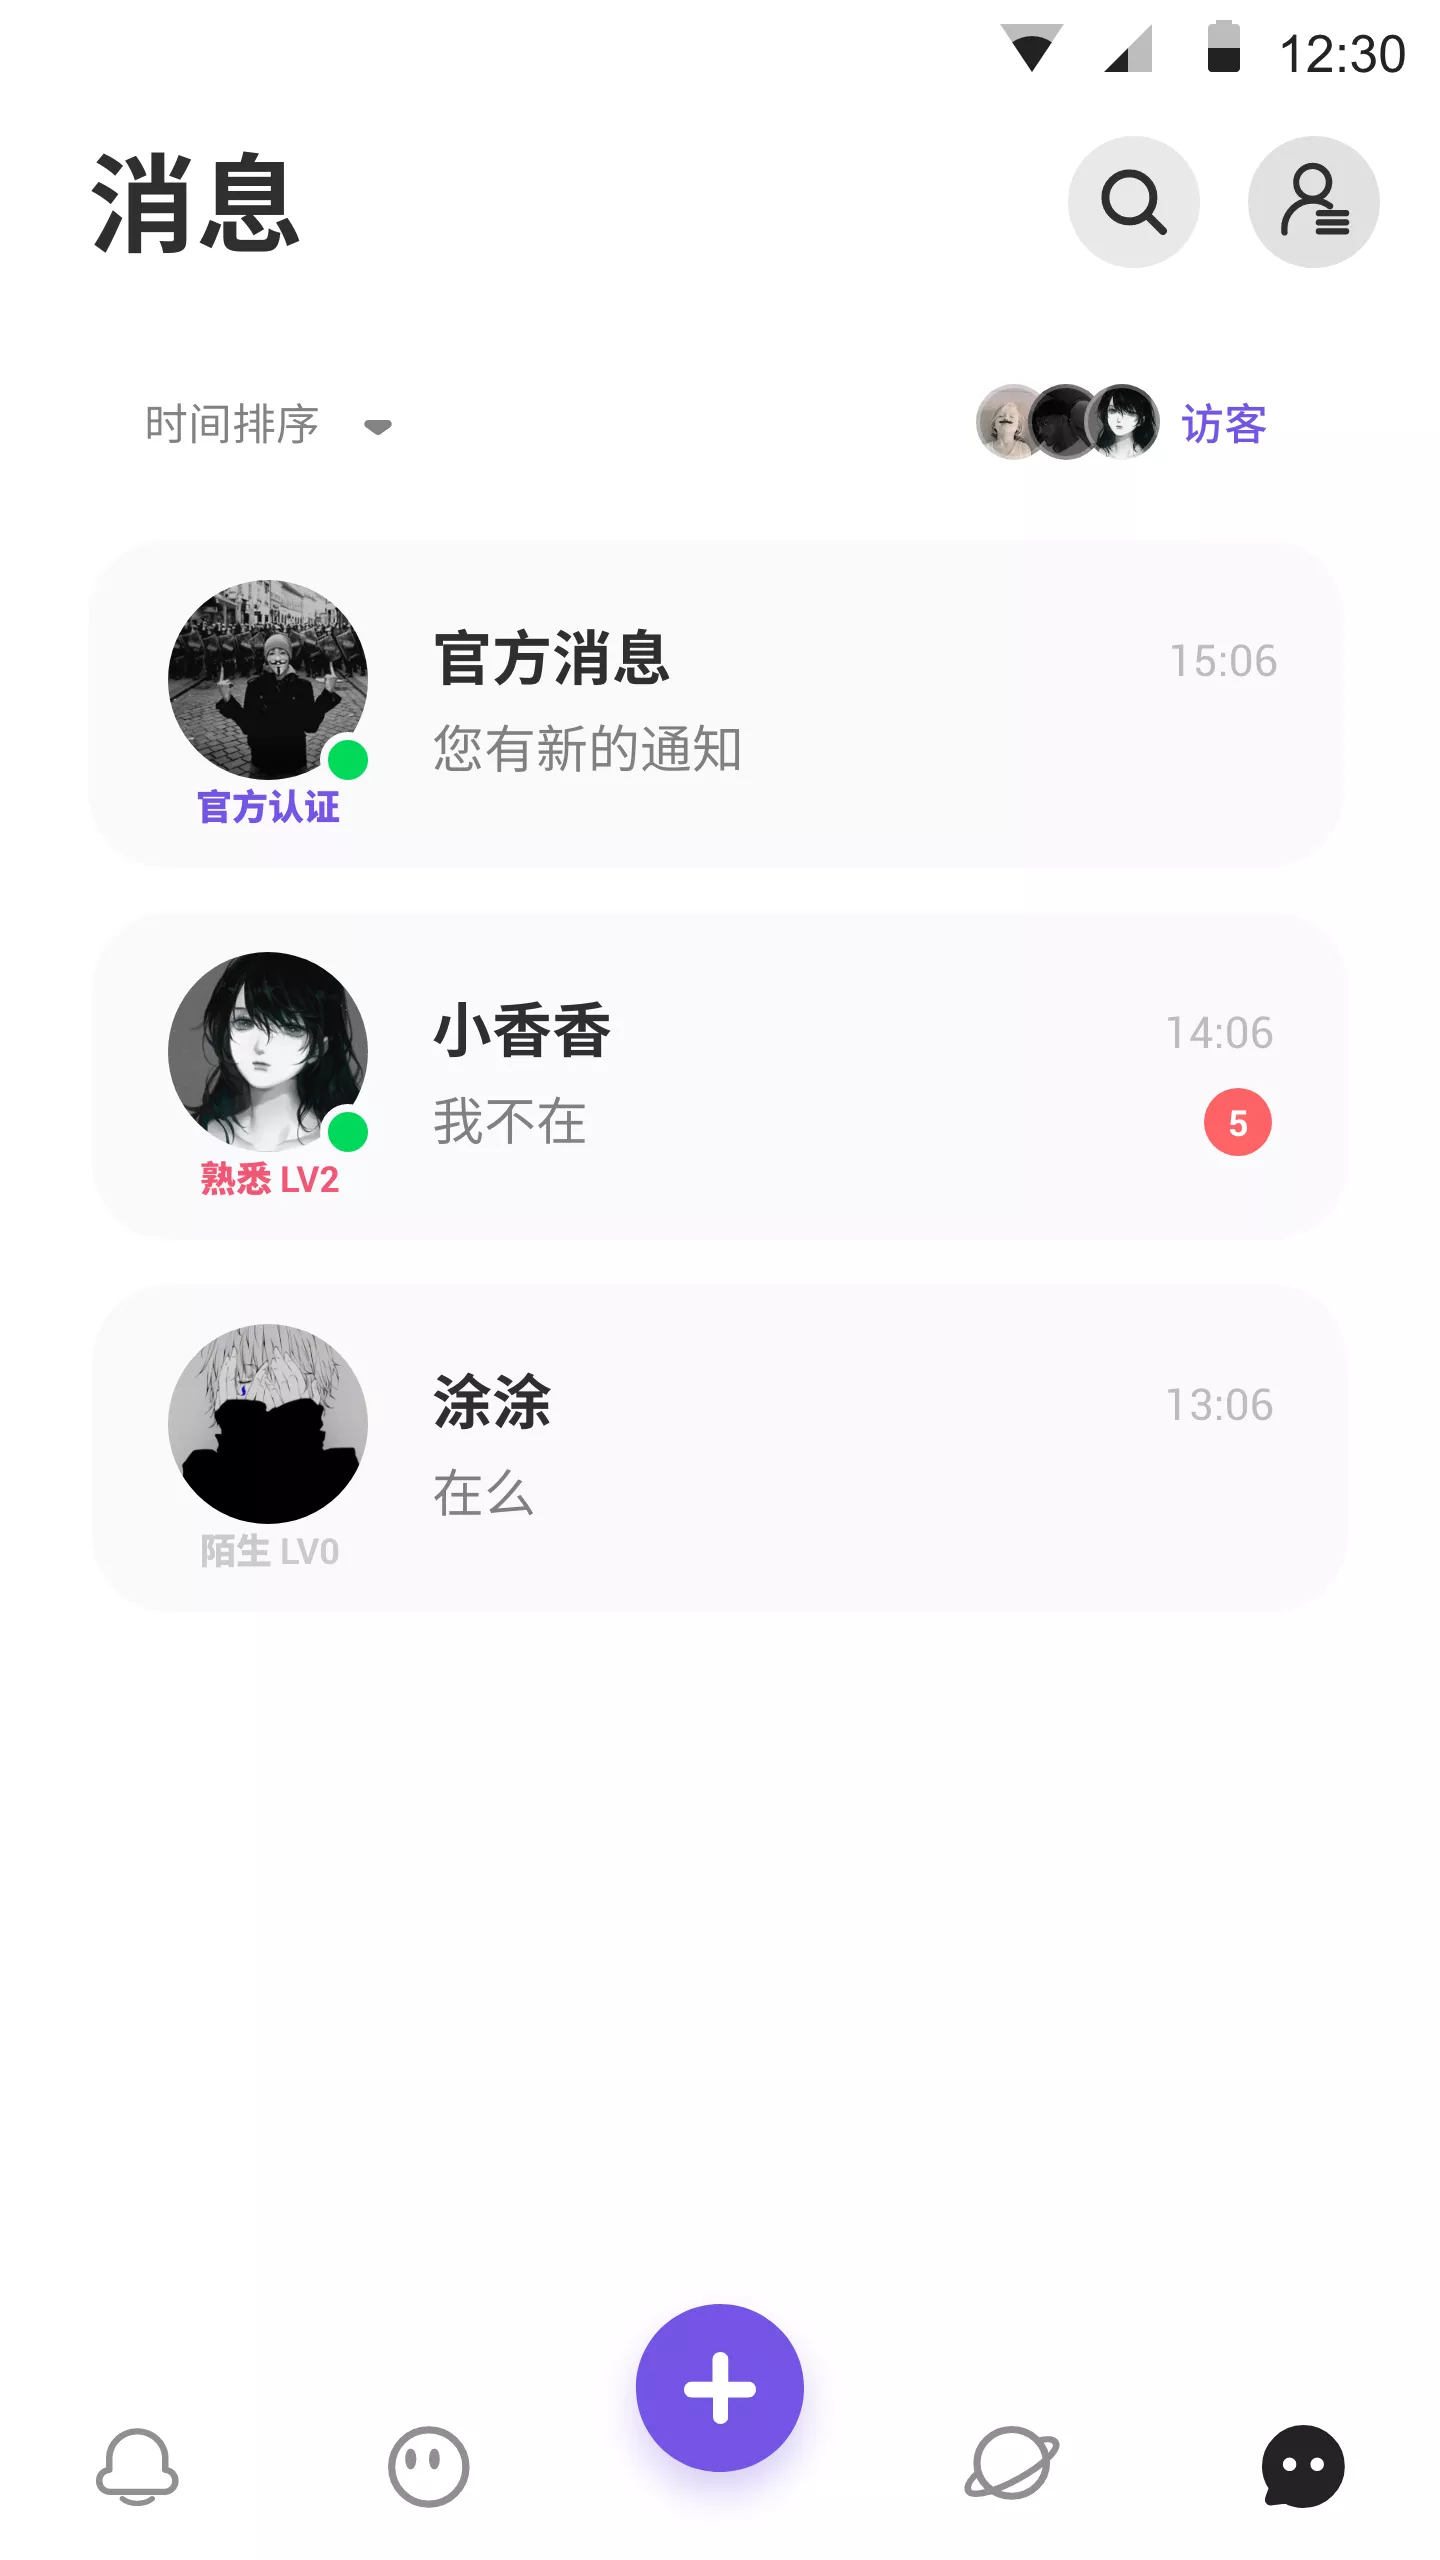 12:30
消息
时间排序
访客
官方消息
15:06
您有新的通知
官方认证
小香香
14:06
我不在
5
熟悉 LV2
涂涂
13:06
在么
陌生 LV0